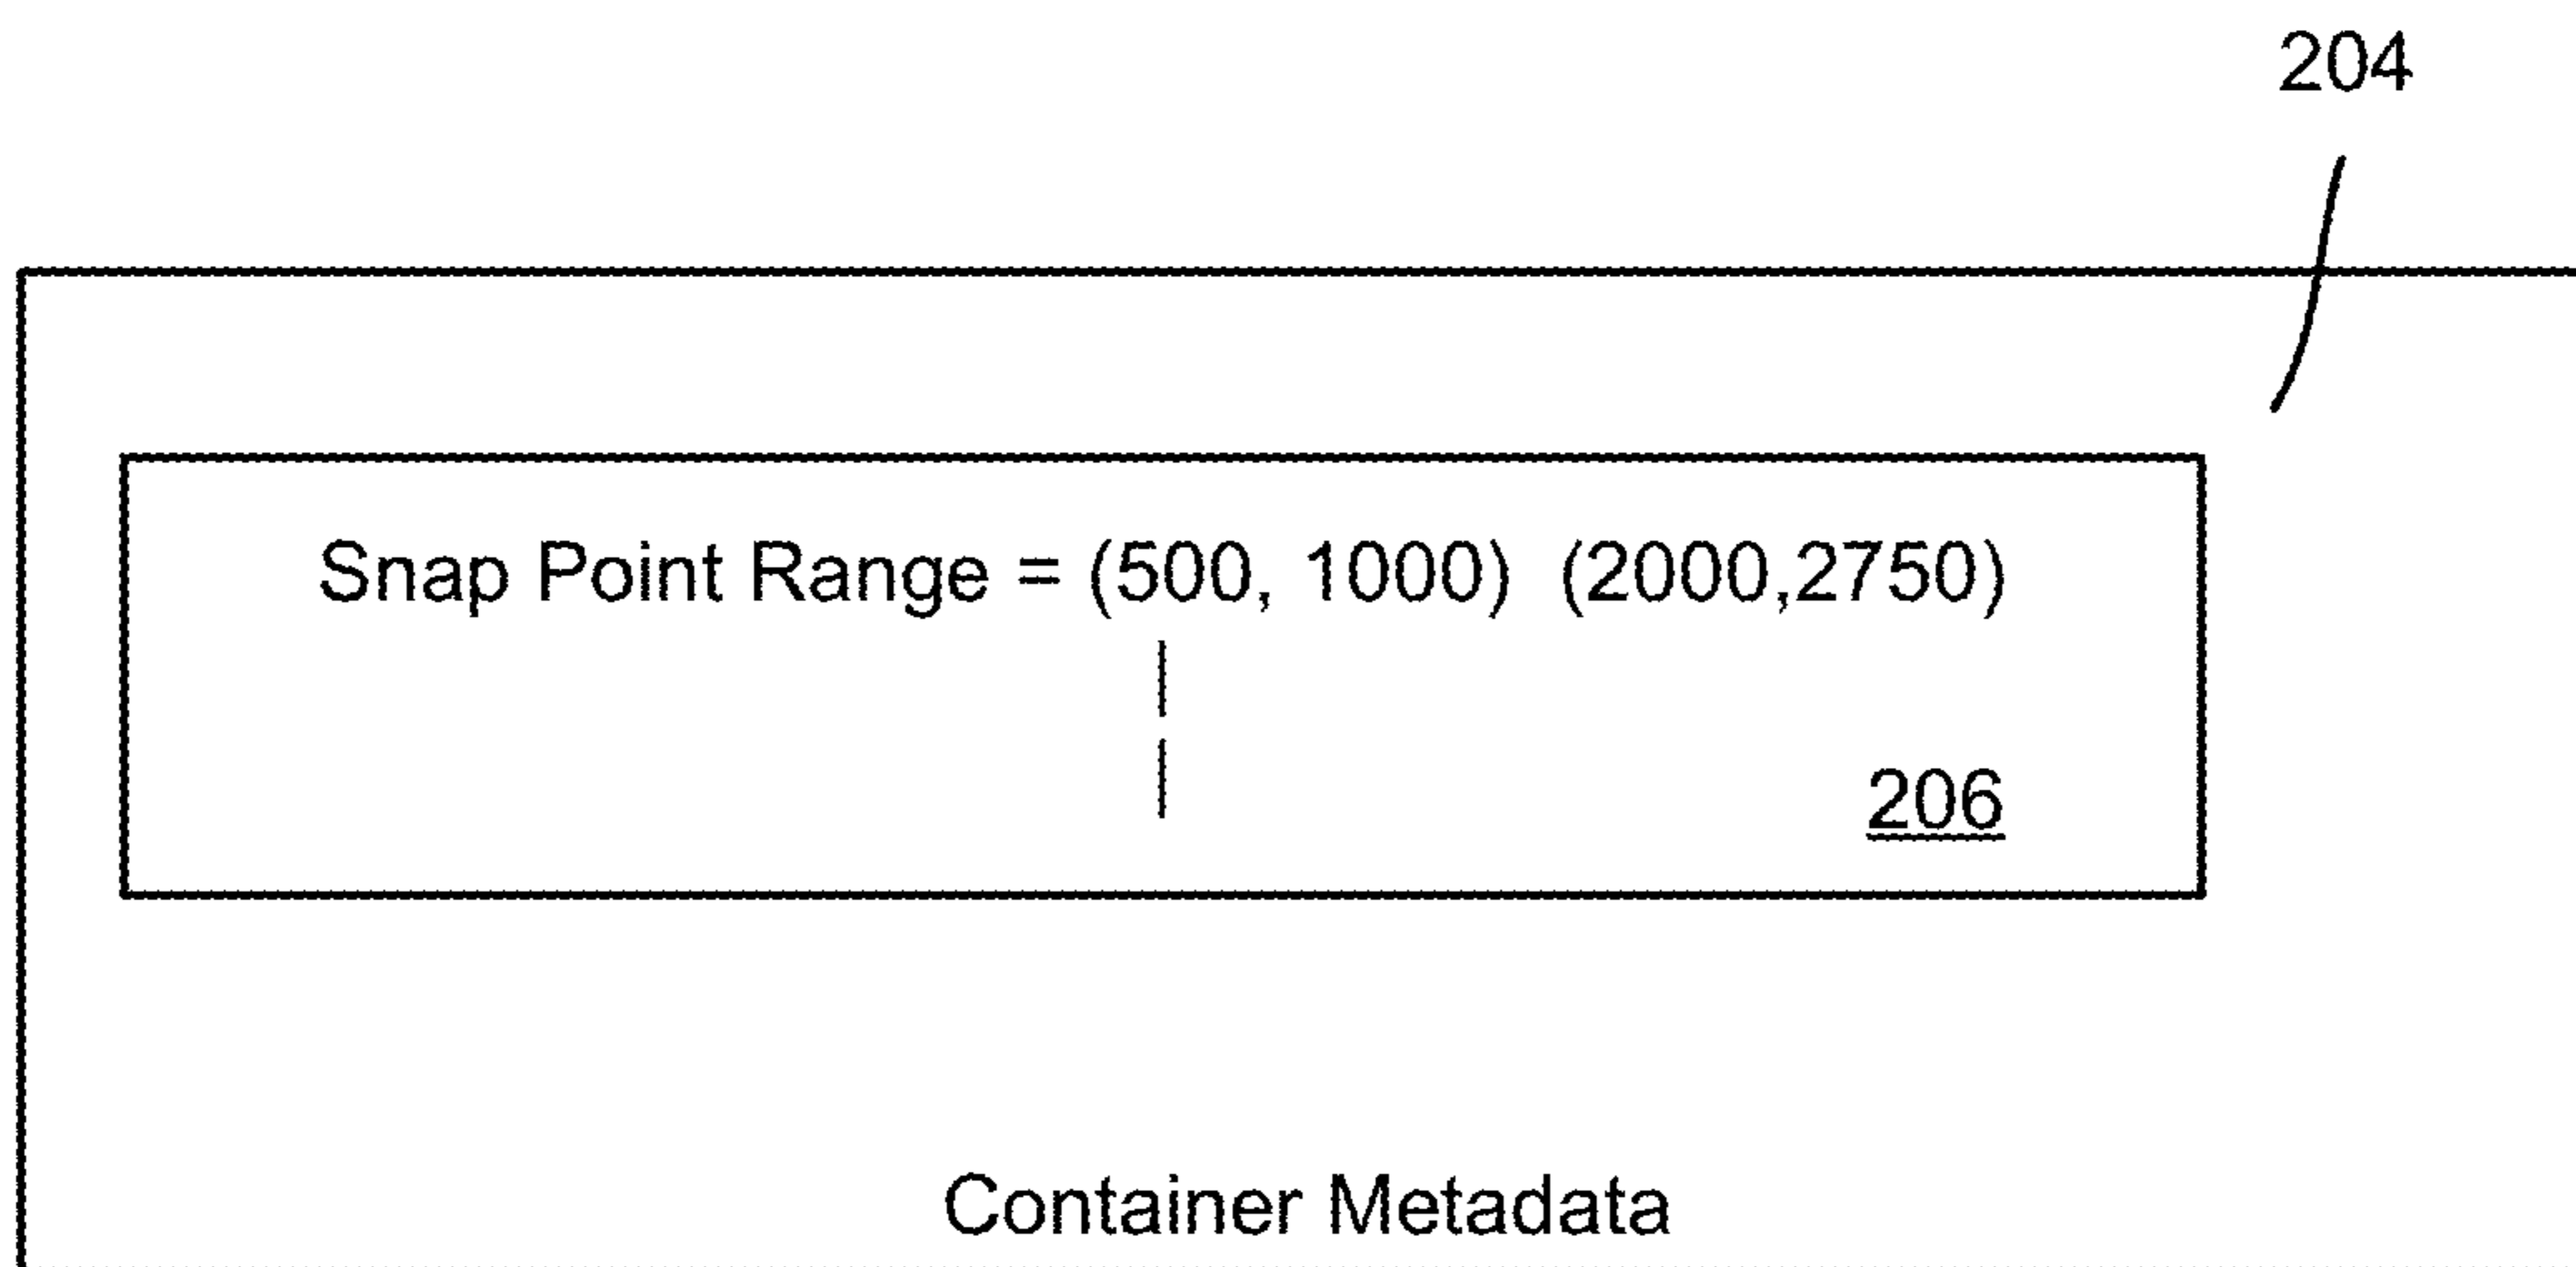 204
Snap Point Range = (500, 1000) (2000,2750)
206
Container Metadata